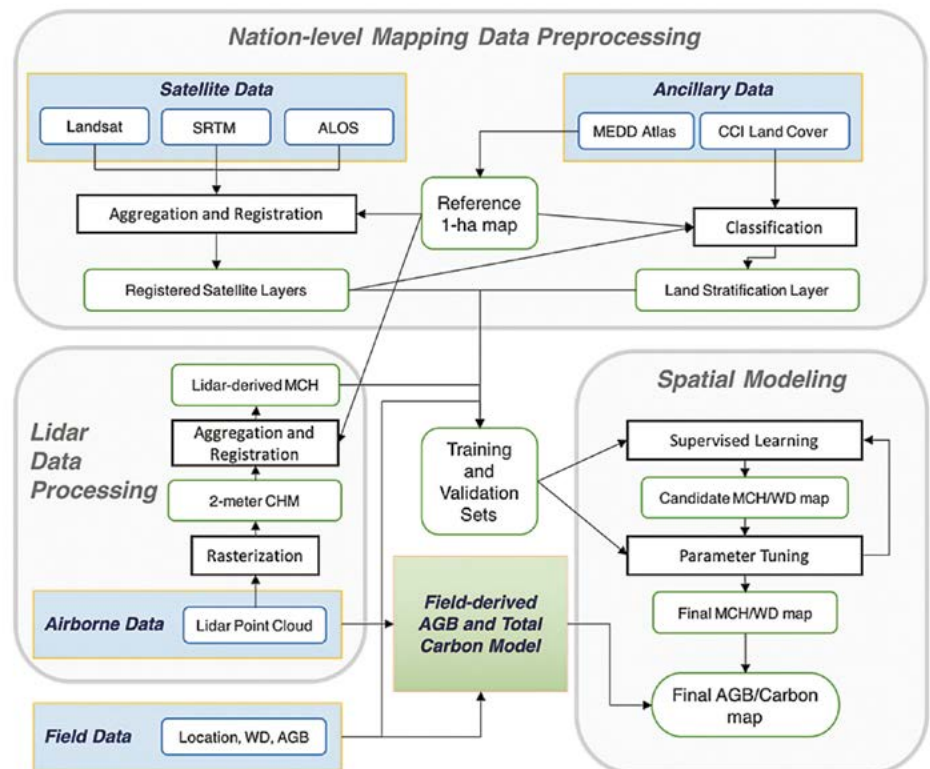 Nation-level Mapping Data Preprocessing
Satellite Data
Landsat
SRTM
ALOS
Ancillary Data
MEDD Atlas
CCI Land Cover
Aggregation and Registration
Reference
1-ha map
Classification
Registered Satellite Layers
Land Stratification Layer
Lidar
Data
Processing
Lidar-derived MCH
Aggregation and
Registration
2-meter CHM
Rasterization
Airborne Data
Lidar Point Cloud
Field Data
Location, WD, AGB
Training
and
Validation
Sets
Field-derived
AGB and Total
Carbon Model
Spatial Modeling
Supervised Learning
Candidate MCH/WD map
Parameter Tuning
Final MCH/WD map
Final AGB/Carbon
map